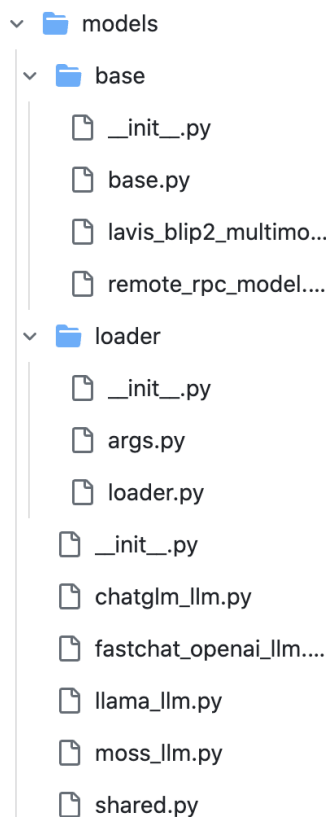 models
base
__init__.py
base.py
lavis_blip2_multimo...
remote_rpc_model....
loader
__init__.py
args.py
loader.py
__init__.py
chatglm_llm.py
fastchat_openai_llm....
llama_llm.py
moss_llm.py
shared.py